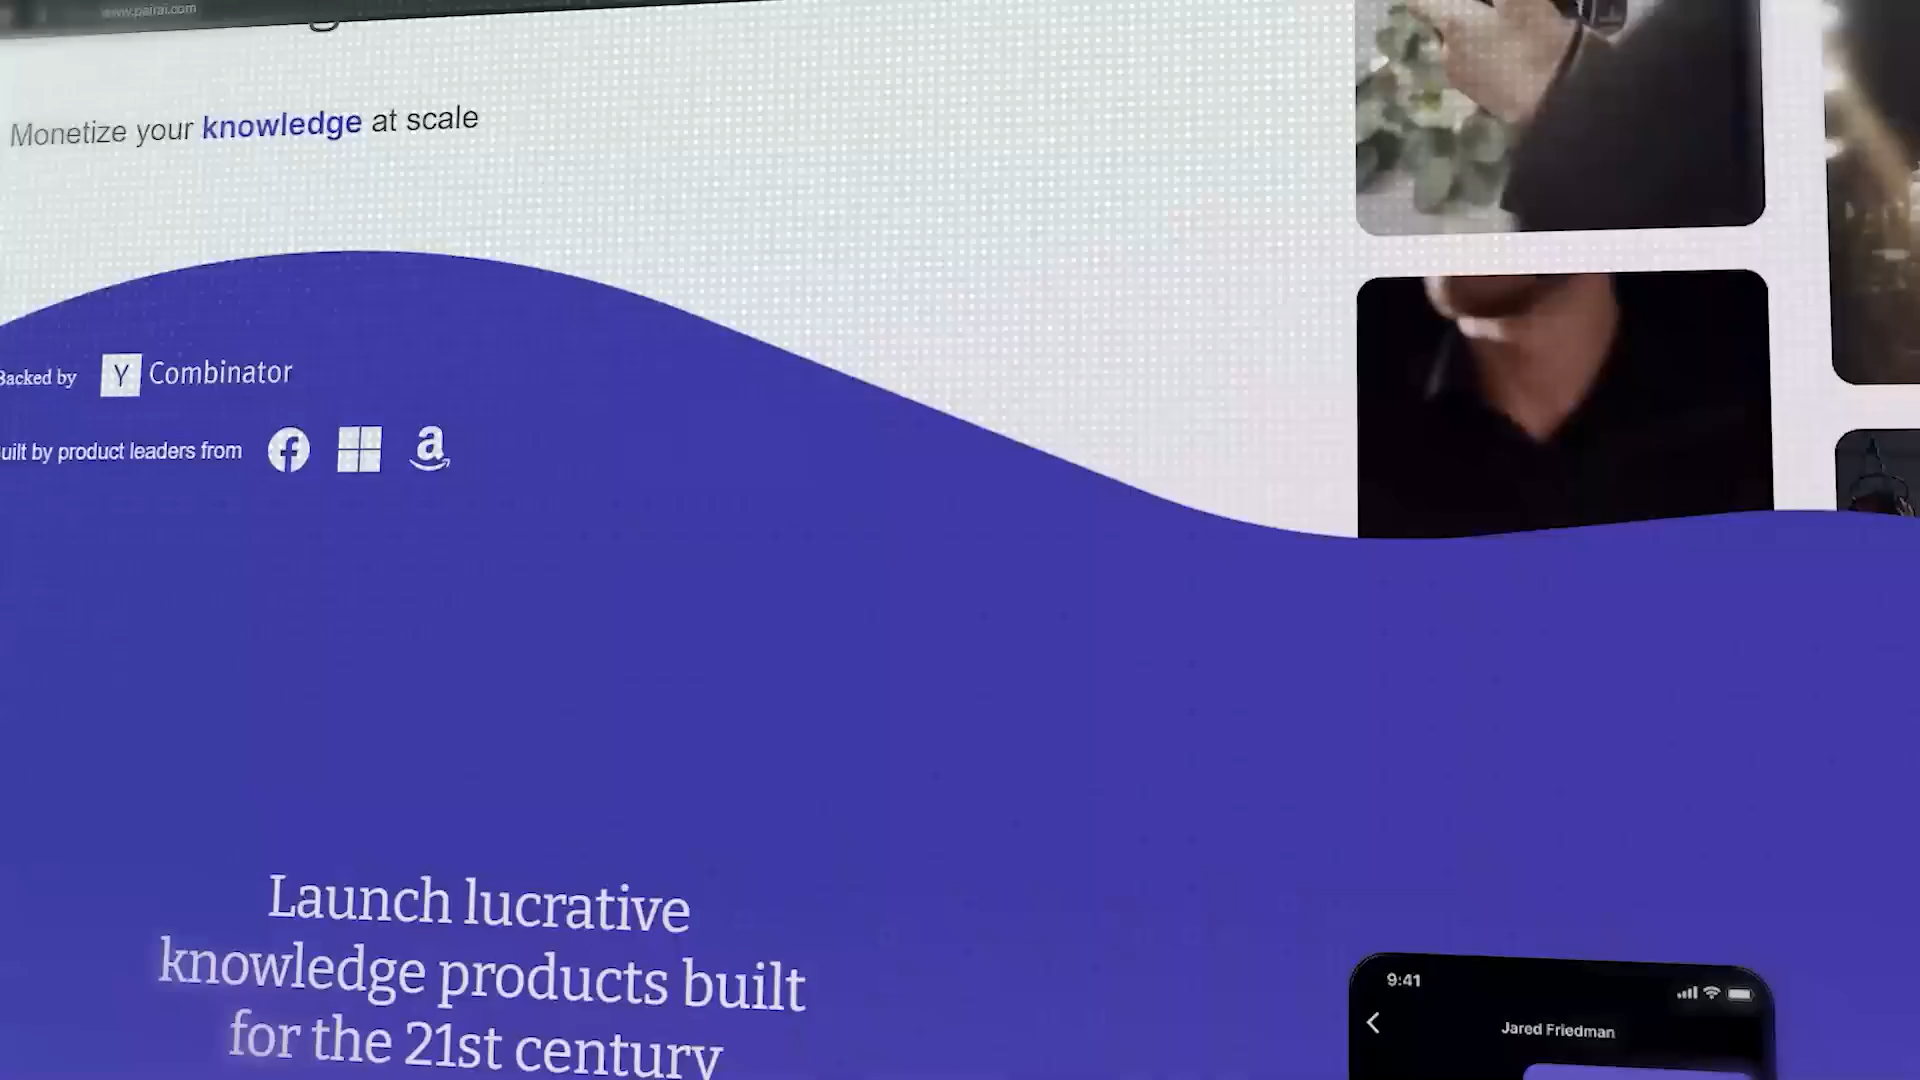 www.pairai.com
Monetize your knowledge at scale
Backed by Y Combinator
uilt by product leaders from
Launch lucrative
knowledge products built
for the 21st century
9:41
Jared Friedman